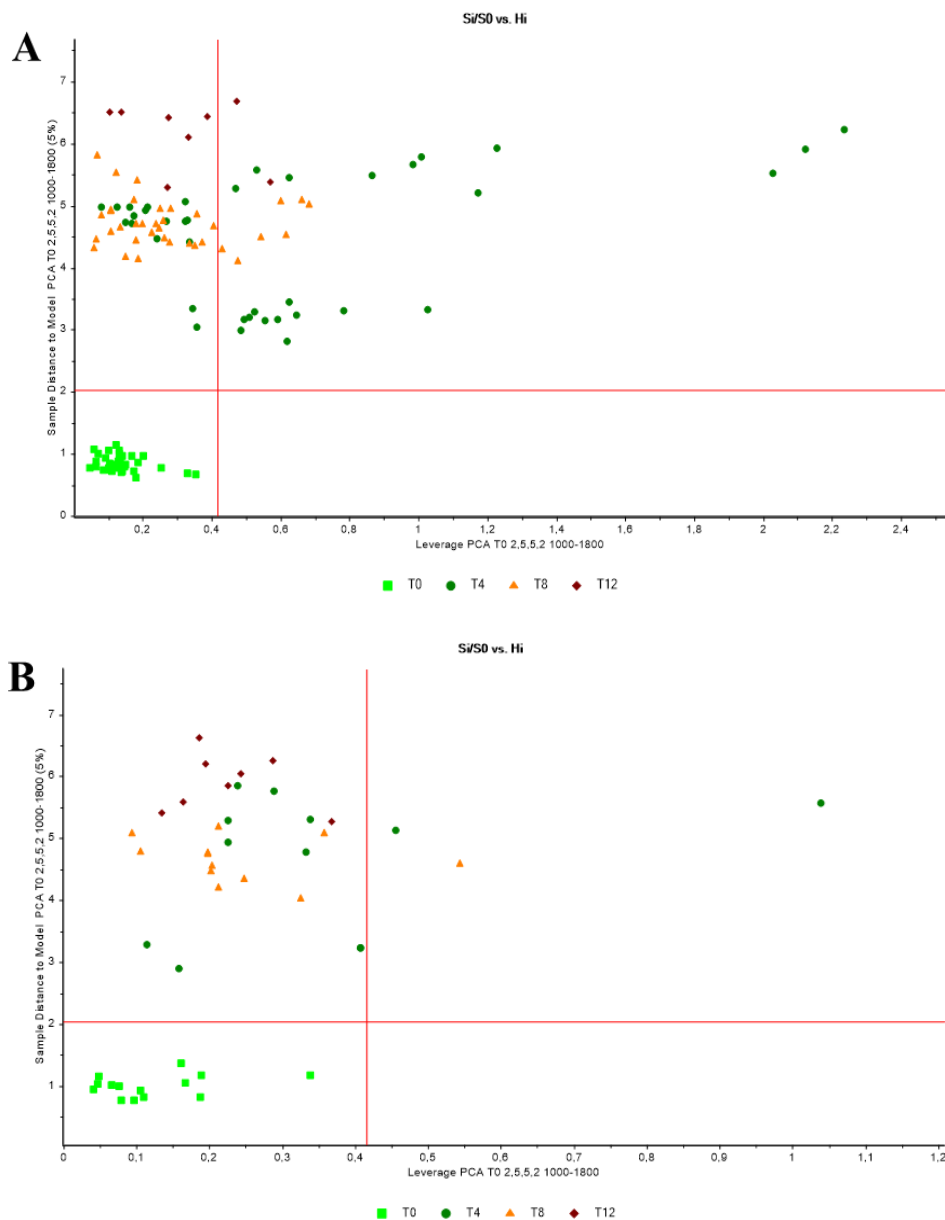 A
Si/S0 vs. Hi
Sample Distance to Model PCA T0 2,5,5,2 1000-1800 (5%)
7
6
5
4
3
2
1
0
0,2 0,4 0,6 0,8 1 1,2 1,4 1,6 1,8 2 2,2 2,4
Leverage PCA T0 2,5,5,2 1000-1800
T0 T4 T8 T12
B
Si/S0 vs. Hi
Sample Distance to Model PCA T0 2,5,5,2 1000-1800 (5%)
7
6
5
4
3
2
1
0
0 0,1 0,2 0,3 0,4 0,5 0,6 0,7 0,8 0,9 1 1,1 1,2
Leverage PCA T0 2,5,5,2 1000-1800
T0 T4 T8 T12